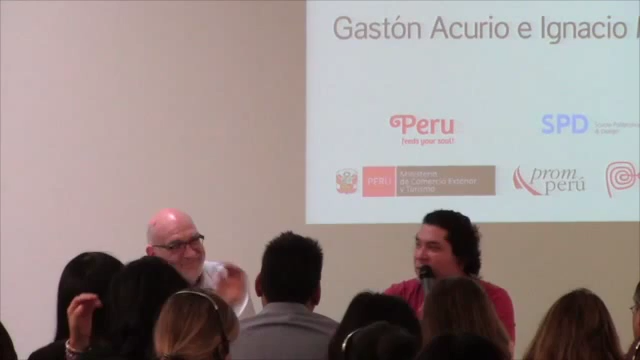 Gastón Acurio e Ignacio
Peru
feeds your soul!
SPD
PERÚ
Ministerio
de Comercio Exterior
y Turismo
prom
perú